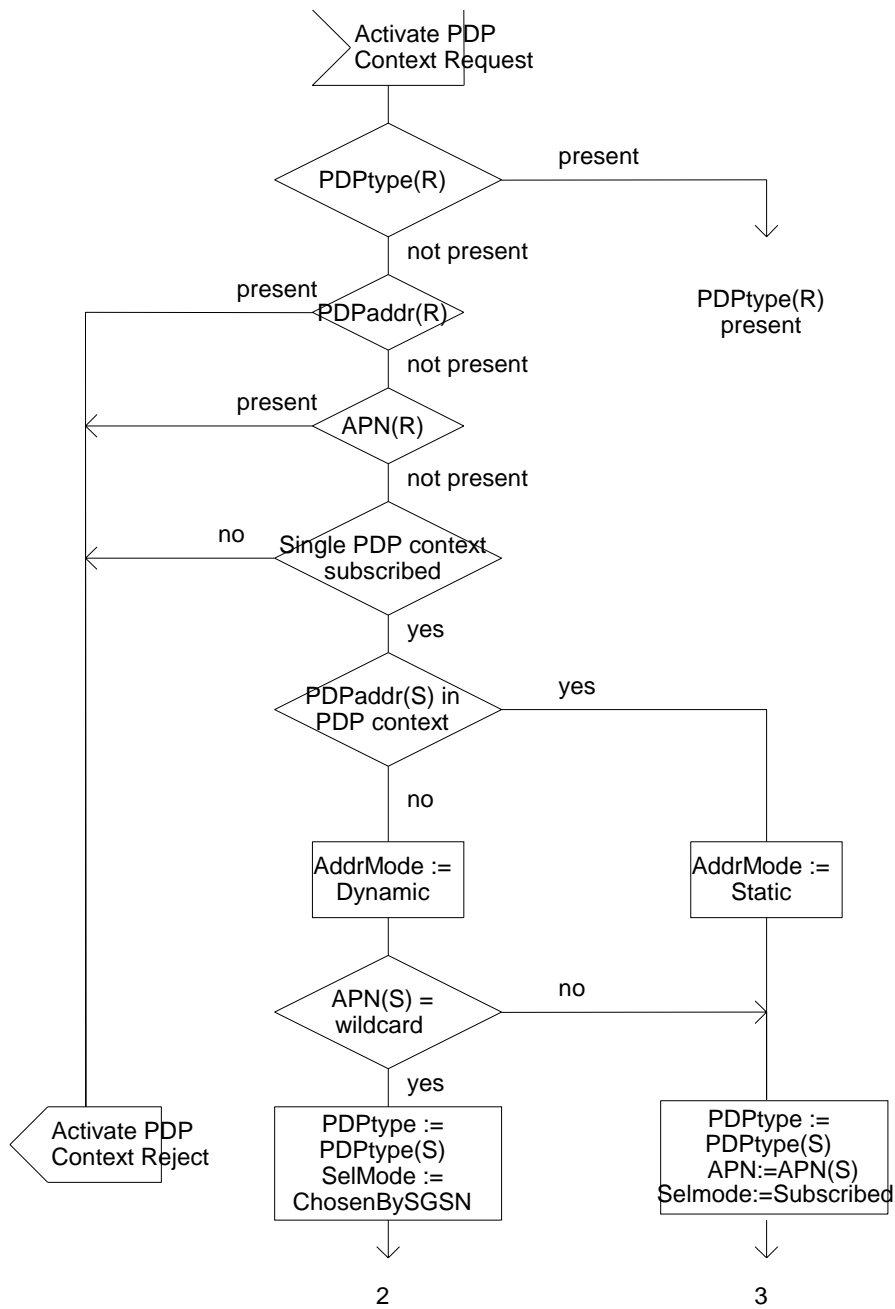 Activate PDP
Context Request
present
PDPtype(R)
not present
present
PDPaddr(R)
PDPtype(R)
present
not present
present
APN(R)
not present
no
Single PDP context
subscribed
yes
PDPaddr(S) in
PDP context
yes
no
AddrMode :=
Dynamic
AddrMode :=
Static
APN(S) =
wildcard
no
yes
Activate PDP
Context Reject
PDPtype :=
PDPtype(S)
SelMode :=
ChosenBySGSN
PDPtype :=
PDPtype(S)
APN:=APN(S)
Selmode:=Subscribed
2
3